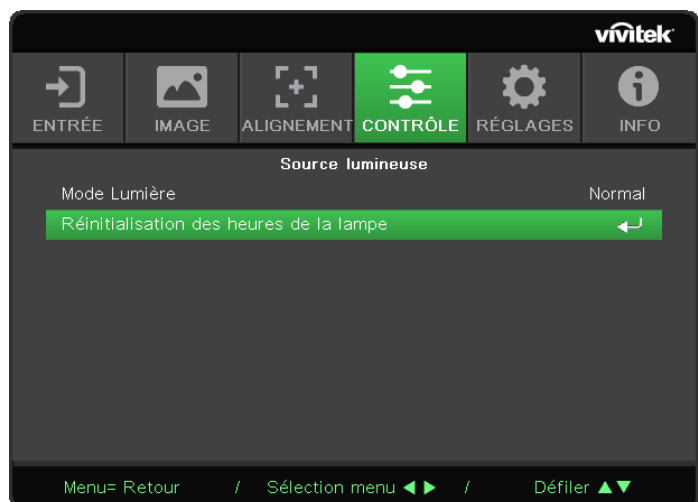 vivitek
ENTRÉE IMAGE ALIGNEMENT CONTRÔLE RÉGLAGES INFO
Source lumineuse
Mode Lumière Normal
Réinitialisation des heures de la lampe
Menu= Retour / Sélection menu ◀ ▶ / Défiler ▲▼